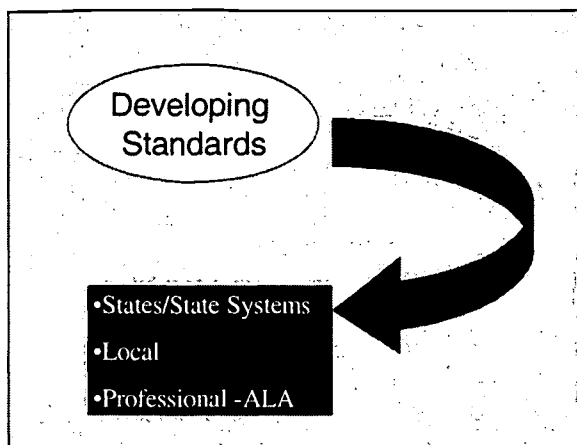 Developing
Standards
•States/State Systems
•Local
•Professional -ALA